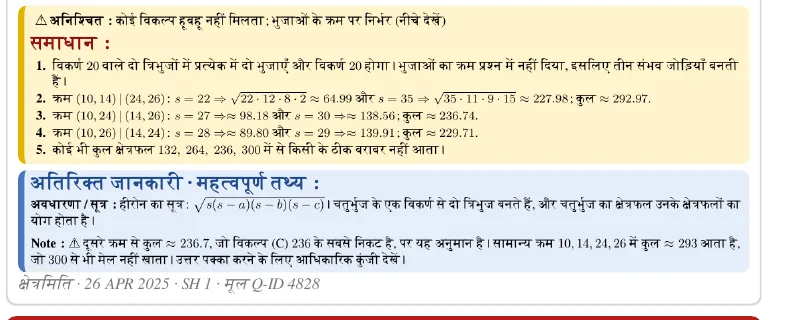 ⚠ अनिश्चित : कोई विकल्प हूबहू नहीं मिलता; भुजाओं के क्रम पर निर्भर (नीचे देखें)
समाधान :
1. विकर्ण 20 वाले दो त्रिभुजों में प्रत्येक में दो भुजाएँ और विकर्ण 20 होगा। भुजाओं का क्रम प्रश्न में नहीं दिया, इसलिए तीन संभव जोड़ियाँ बनती
हैं।
2. क्रम (10, 14) | (24, 26) : s = 22 ⇒ √(22 · 12 · 8 · 2) ≈ 64.99 और s = 35 ⇒ √(35 · 11 · 9 · 15) ≈ 227.98; कुल ≈ 292.97.
3. क्रम (10, 24) | (14, 26) : s = 27 ⇒≈ 98.18 और s = 30 ⇒≈ 138.56; कुल ≈ 236.74.
4. क्रम (10, 26) | (14, 24) : s = 28 ⇒≈ 89.80 और s = 29 ⇒≈ 139.91; कुल ≈ 229.71.
5. कोई भी कुल क्षेत्रफल 132, 264, 236, 300 में से किसी के ठीक बराबर नहीं आता।
अतिरिक्त जानकारी · महत्वपूर्ण तथ्य :
अवधारणा / सूत्र : हीरोन का सूत्र: √(s(s − a)(s − b)(s − c))। चतुर्भुज के एक विकर्ण से दो त्रिभुज बनते हैं, और चतुर्भुज का क्षेत्रफल उनके क्षेत्रफलों का
योग होता है।
Note : ⚠ दूसरे क्रम से कुल ≈ 236.7, जो विकल्प (C) 236 के सबसे निकट है, पर यह अनुमान है। सामान्य क्रम 10, 14, 24, 26 में कुल ≈ 293 आता है,
जो 300 से भी मेल नहीं खाता। उत्तर पक्का करने के लिए आधिकारिक कुंजी देखें।
क्षेत्रमिति · 26 APR 2025 · SH 1 · मूल Q-ID 4828